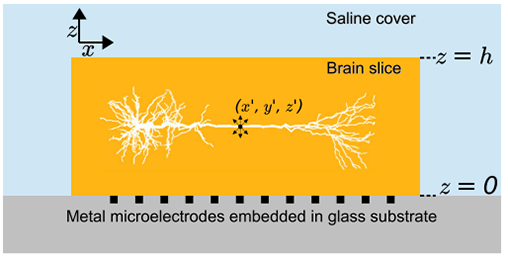 Saline cover
z
x
z = h
Brain slice
(x', y', z')
z = 0
Metal microelectrodes embedded in glass substrate